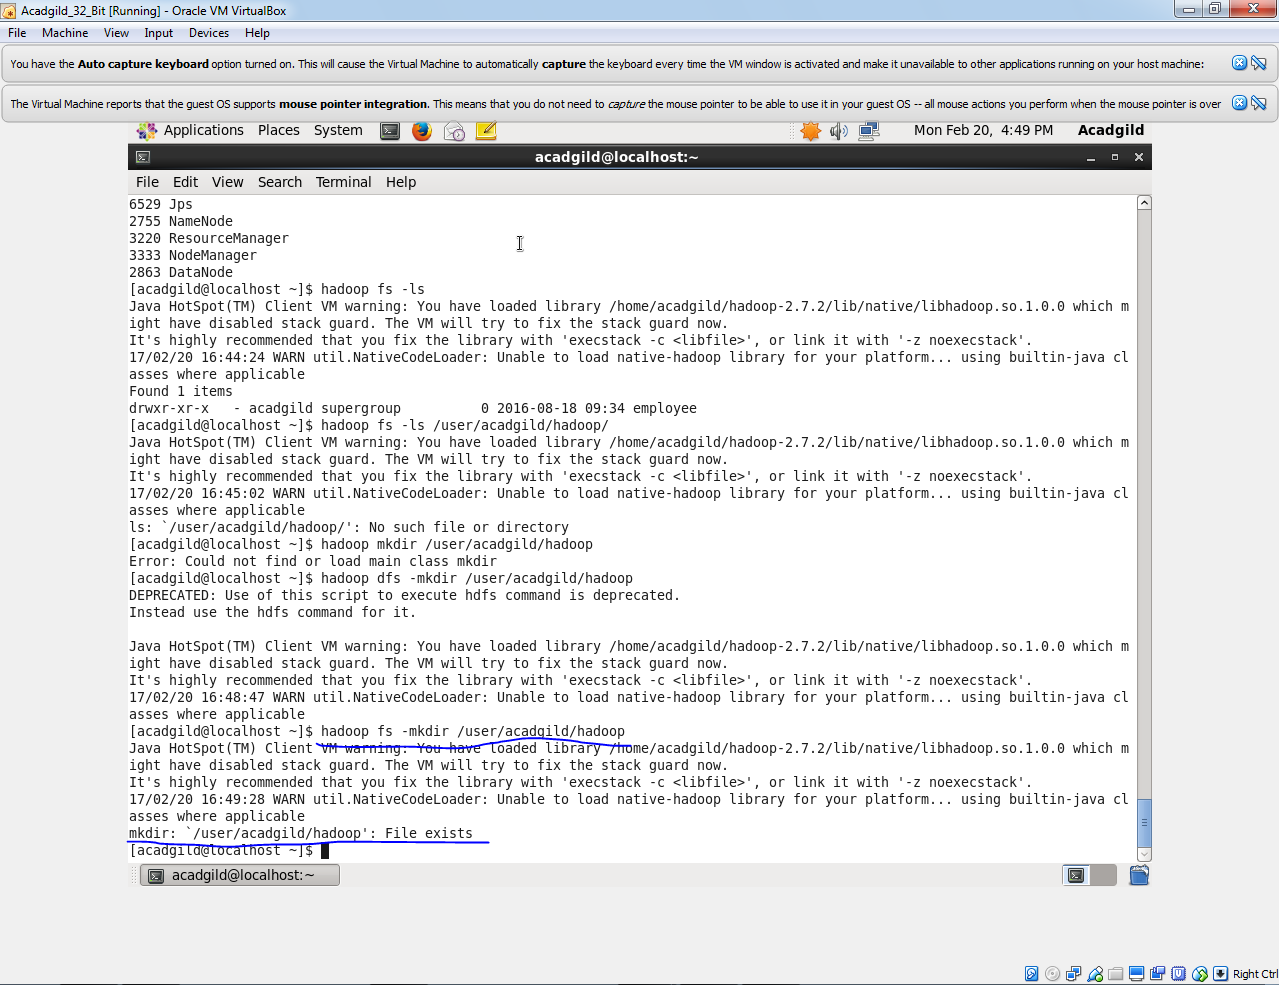 Acadgild_32_Bit [Running] - Oracle VM VirtualBox
File Machine View Input Devices Help
You have the Auto capture keyboard option turned on. This will cause the Virtual Machine to automatically capture the keyboard every time the VM window is activated and make it unavailable to other applications running on your host machine:
The Virtual Machine reports that the guest OS supports mouse pointer integration. This means that you do not need to capture the mouse pointer to be able to use it in your guest OS -- all mouse actions you perform when the mouse pointer is over
Applications Places System Mon Feb 20, 4:49 PM Acadgild
acadgild@localhost:~
File Edit View Search Terminal Help
6529 Jps
2755 NameNode
3220 ResourceManager
3333 NodeManager
2863 DataNode
[acadgild@localhost ~]$ hadoop fs -ls
Java HotSpot(TM) Client VM warning: You have loaded library /home/acadgild/hadoop-2.7.2/lib/native/libhadoop.so.1.0.0 which m
ight have disabled stack guard. The VM will try to fix the stack guard now.
It's highly recommended that you fix the library with 'execstack -c <libfile>', or link it with '-z noexecstack'.
17/02/20 16:44:24 WARN util.NativeCodeLoader: Unable to load native-hadoop library for your platform... using builtin-java cl
asses where applicable
Found 1 items
drwxr-xr-x   - acadgild supergroup          0 2016-08-18 09:34 employee
[acadgild@localhost ~]$ hadoop fs -ls /user/acadgild/hadoop/
Java HotSpot(TM) Client VM warning: You have loaded library /home/acadgild/hadoop-2.7.2/lib/native/libhadoop.so.1.0.0 which m
ight have disabled stack guard. The VM will try to fix the stack guard now.
It's highly recommended that you fix the library with 'execstack -c <libfile>', or link it with '-z noexecstack'.
17/02/20 16:45:02 WARN util.NativeCodeLoader: Unable to load native-hadoop library for your platform... using builtin-java cl
asses where applicable
ls: `/user/acadgild/hadoop/': No such file or directory
[acadgild@localhost ~]$ hadoop mkdir /user/acadgild/hadoop
Error: Could not find or load main class mkdir
[acadgild@localhost ~]$ hadoop dfs -mkdir /user/acadgild/hadoop
DEPRECATED: Use of this script to execute hdfs command is deprecated.
Instead use the hdfs command for it.
Java HotSpot(TM) Client VM warning: You have loaded library /home/acadgild/hadoop-2.7.2/lib/native/libhadoop.so.1.0.0 which m
ight have disabled stack guard. The VM will try to fix the stack guard now.
It's highly recommended that you fix the library with 'execstack -c <libfile>', or link it with '-z noexecstack'.
17/02/20 16:48:47 WARN util.NativeCodeLoader: Unable to load native-hadoop library for your platform... using builtin-java cl
asses where applicable
[acadgild@localhost ~]$ hadoop fs -mkdir /user/acadgild/hadoop
Java HotSpot(TM) Client VM warning: You have loaded library /home/acadgild/hadoop-2.7.2/lib/native/libhadoop.so.1.0.0 which m
ight have disabled stack guard. The VM will try to fix the stack guard now.
It's highly recommended that you fix the library with 'execstack -c <libfile>', or link it with '-z noexecstack'.
17/02/20 16:49:28 WARN util.NativeCodeLoader: Unable to load native-hadoop library for your platform... using builtin-java cl
asses where applicable
mkdir: `/user/acadgild/hadoop': File exists
[acadgild@localhost ~]$
acadgild@localhost:~
Right Ctrl